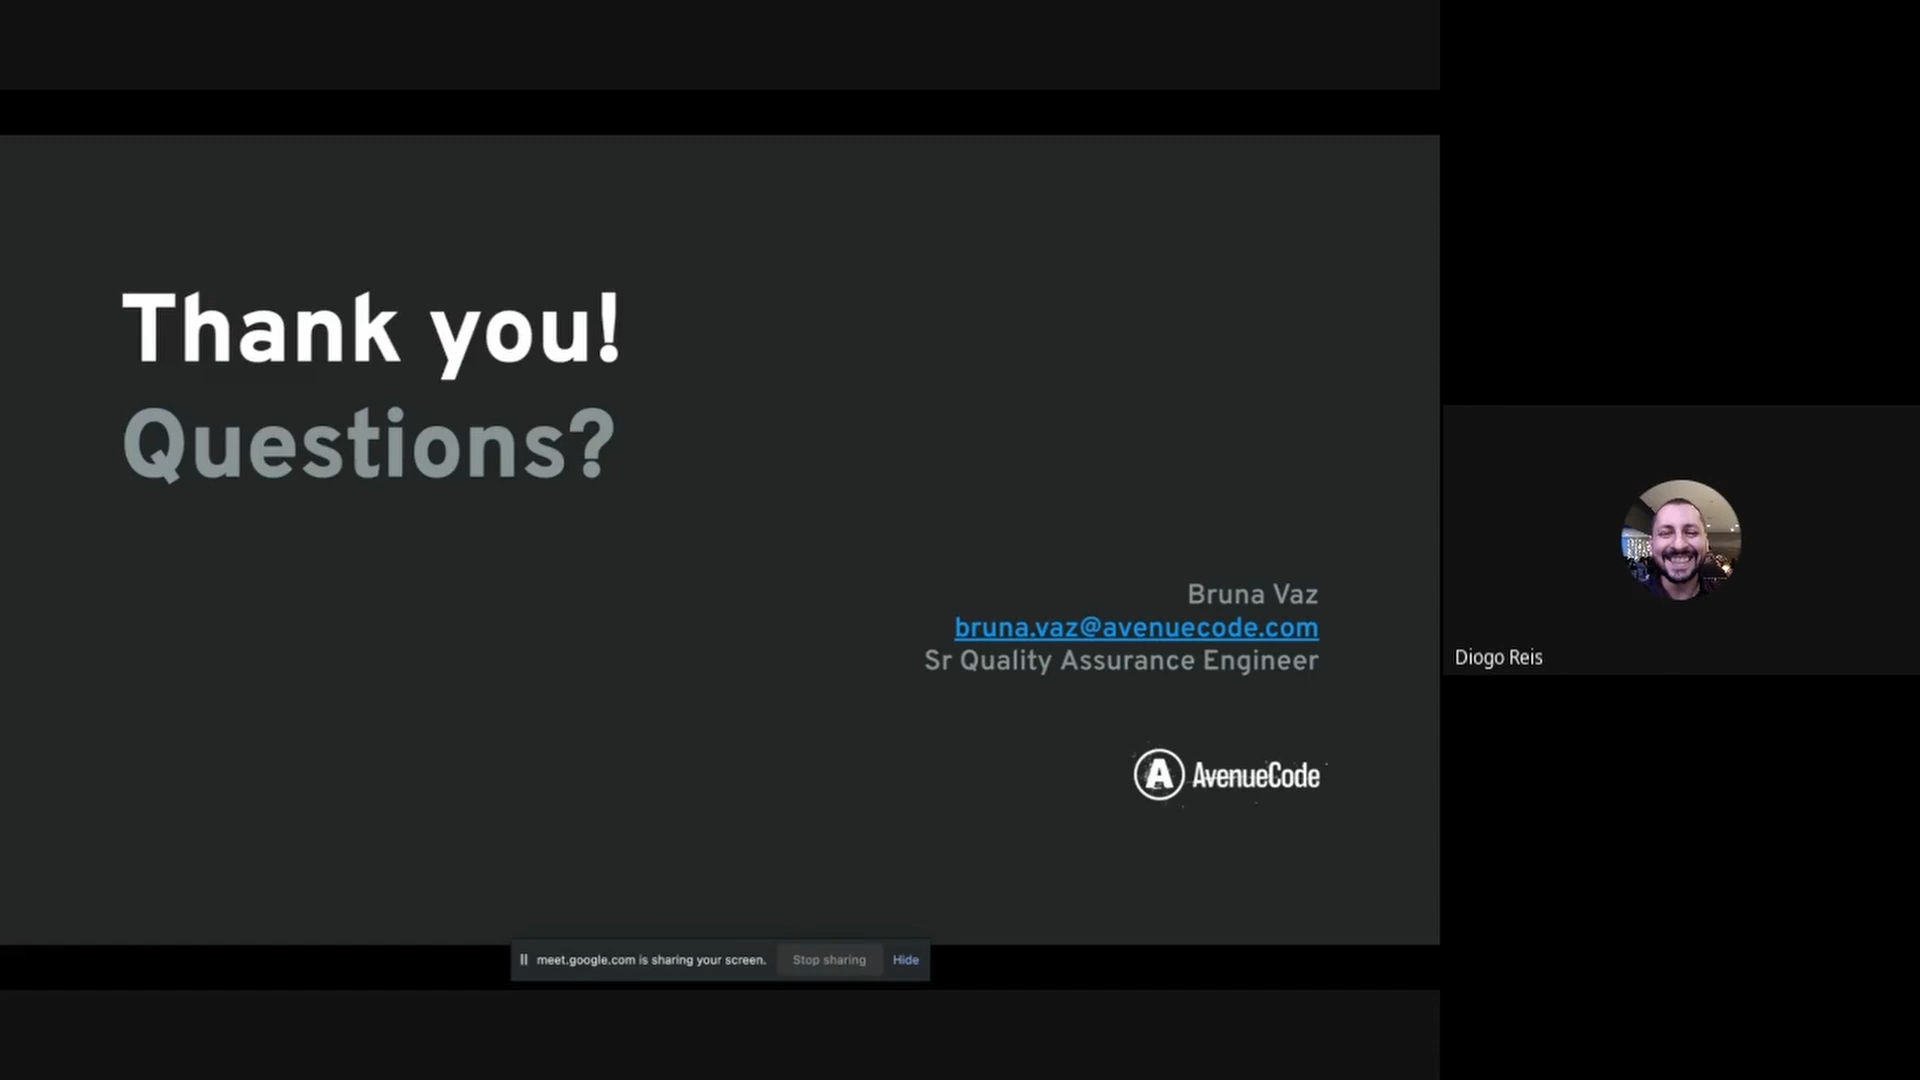 Thank you!
Questions?
Bruna Vaz
bruna.vaz@avenuecode.com
Sr Quality Assurance Engineer
A AvenueCode
Diogo Reis
meet.google.com is sharing your screen. Stop sharing Hide